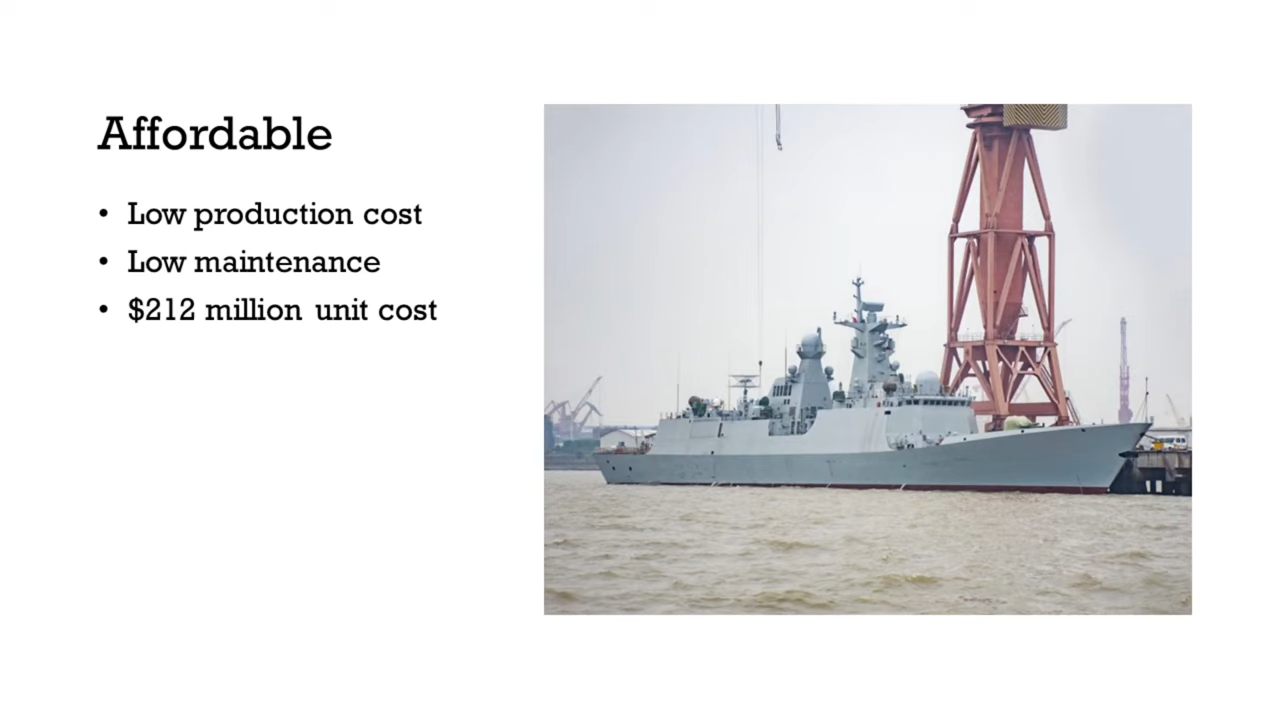 Affordable
• Low production cost
• Low maintenance
• $212 million unit cost